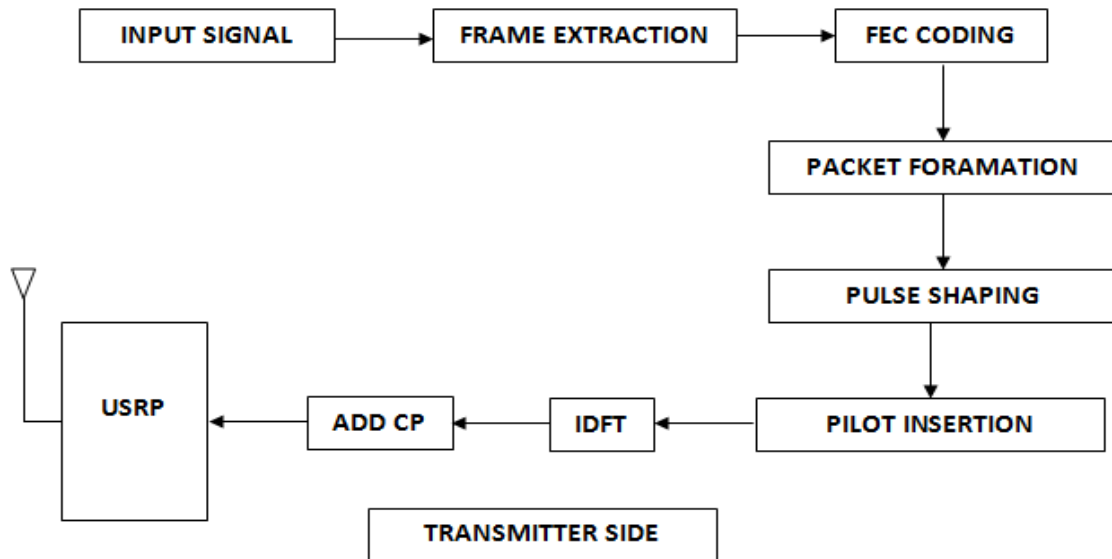 INPUT SIGNAL
FRAME EXTRACTION
FEC CODING
PACKET FORAMATION
PULSE SHAPING
PILOT INSERTION
IDFT
ADD CP
USRP
TRANSMITTER SIDE